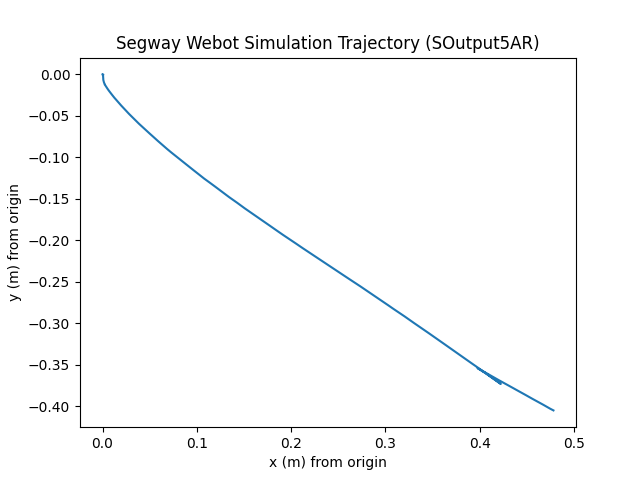 Segway Webot Simulation Trajectory (SOutput5AR)
0.00
−0.05
−0.10
−0.15
−0.20
−0.25
−0.30
−0.35
−0.40
y (m) from origin
0.0 0.1 0.2 0.3 0.4 0.5
x (m) from origin